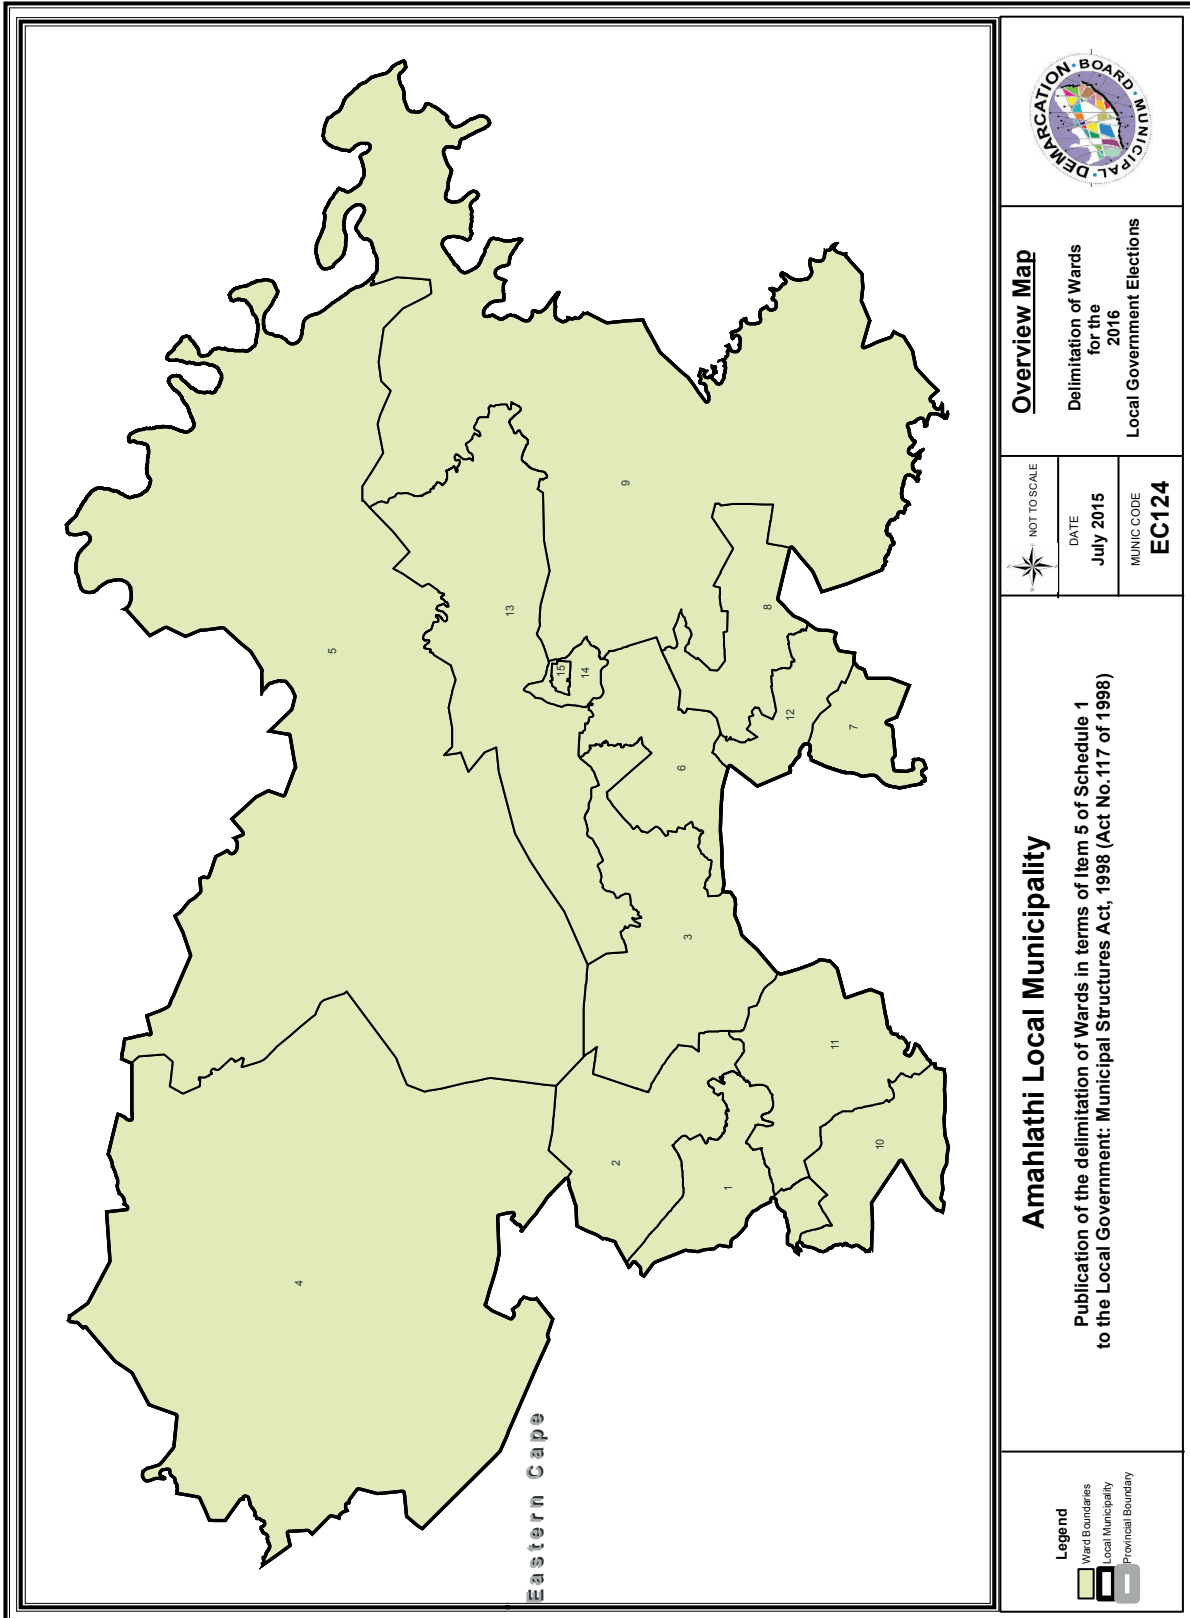 5
4
13
9
15
14
8
12
7
6
3
2
1
11
10
Eastern Cape
Legend
Ward Boundaries
Local Municipality
Provincial Boundary
Amahlathi Local Municipality
Publication of the delimitation of Wards in terms of Item 5 of Schedule 1
to the Local Government: Municipal Structures Act, 1998 (Act No.117 of 1998)
NOT TO SCALE
DATE
July 2015
MUNIC CODE
EC124
Overview Map
Delimitation of Wards
for the
2016
Local Government Elections
MUNICIPAL DEMARCATION BOARD